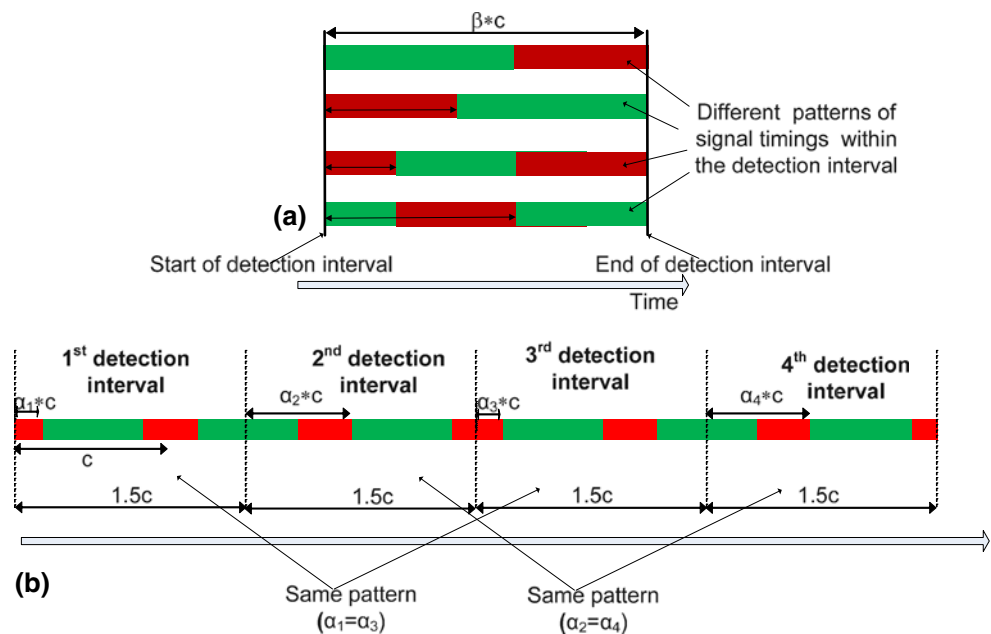 β*c
Different patterns of
signal timings within
the detection interval
(a)
Start of detection interval
End of detection interval
Time
1st detection
interval
2nd detection
interval
3rd detection
interval
4th detection
interval
α1*c
α2*c
α3*c
α4*c
c
1.5c
1.5c
1.5c
1.5c
(b)
Same pattern
(α1=α3)
Same pattern
(α2=α4)